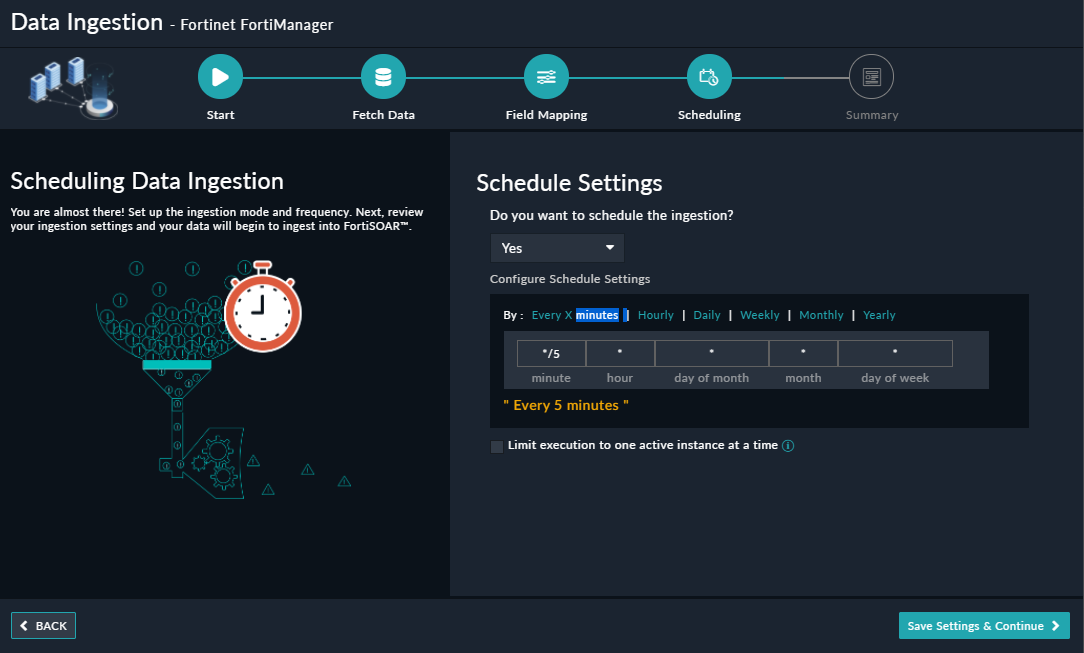 Data Ingestion - Fortinet FortiManager
Start
Fetch Data
Field Mapping
Scheduling
Summary
Scheduling Data Ingestion
You are almost there! Set up the ingestion mode and frequency. Next, review
your ingestion settings and your data will begin to ingest into FortiSOAR™.
Schedule Settings
Do you want to schedule the ingestion?
Yes
Configure Schedule Settings
By : Every X minutes | Hourly | Daily | Weekly | Monthly | Yearly
*/5 * * * *
minute hour day of month month day of week
" Every 5 minutes "
Limit execution to one active instance at a time
BACK
Save Settings & Continue